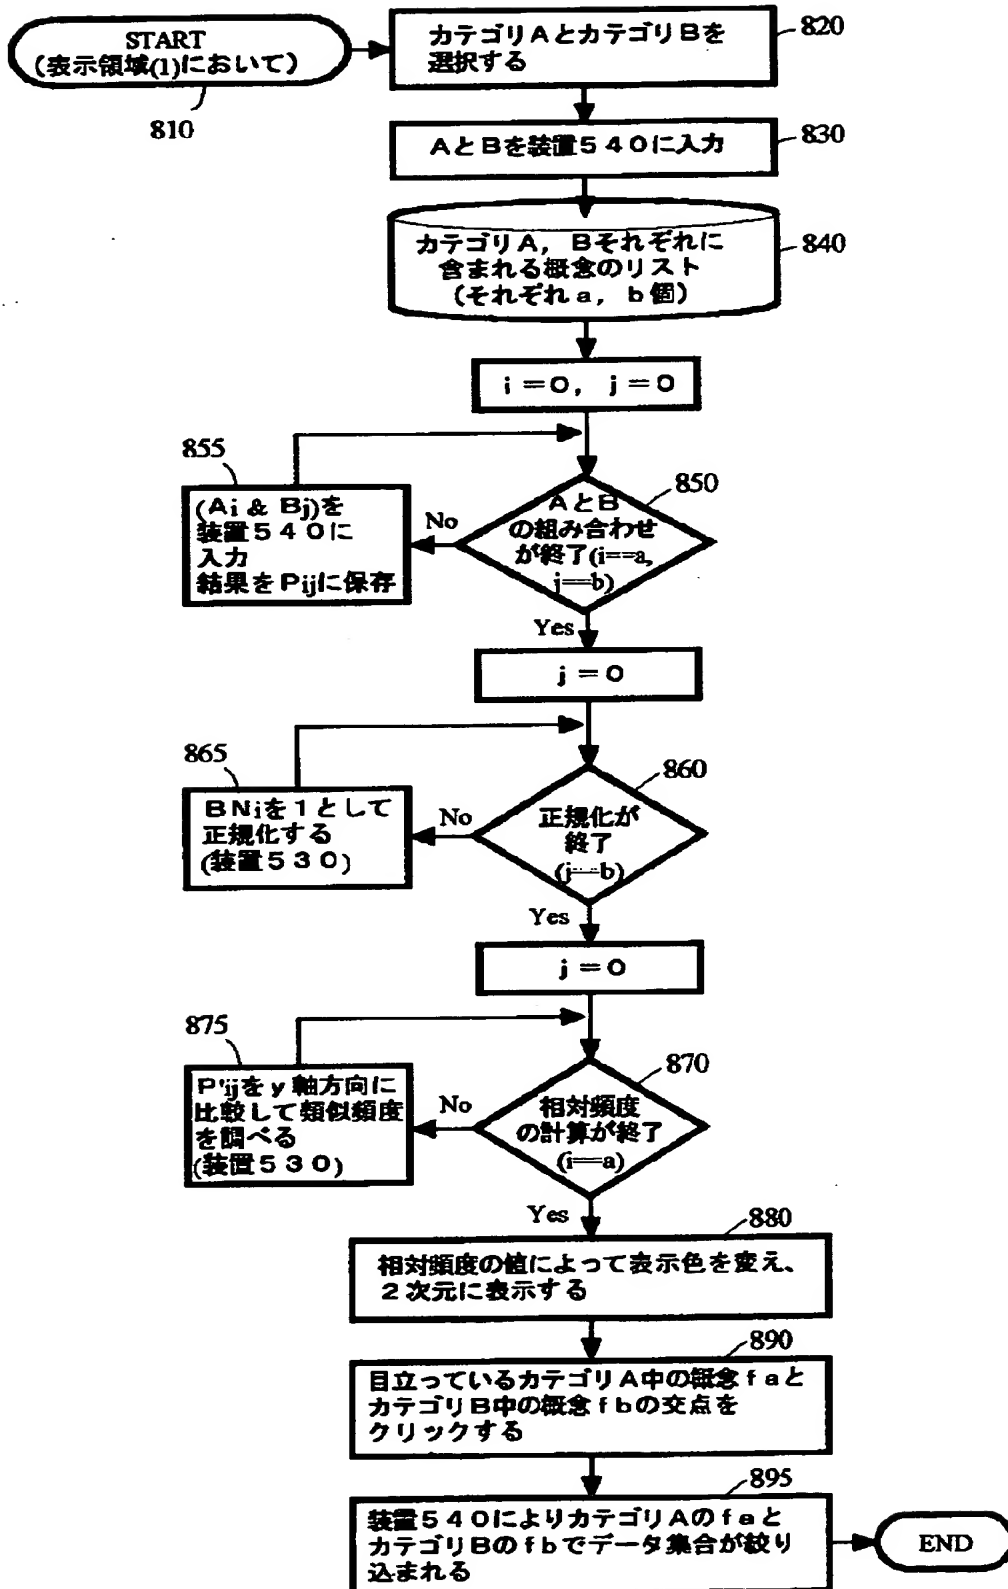 START
(表示領域(1)において)
810
カテゴリAとカテゴリBを
選択する
820
AとBを装置540に入力
830
カテゴリA,Bそれぞれに
含まれる概念のリスト
(それぞれa,b個)
840
i=0, j=0
855
(Ai & Bj)を
装置540に
入力
結果をPijに保存
No
850
AとB
の組み合わせ
が終了(i==a,
j==b)
Yes
j=0
865
BNiを1として
正規化する
(装置530)
No
860
正規化が
終了
(j==b)
Yes
j=0
875
P'ijをy軸方向に
比較して類似頻度
を調べる
(装置530)
No
870
相対頻度
の計算が終了
(i==a)
Yes
880
相対頻度の値によって表示色を変え、
2次元に表示する
890
目立っているカテゴリA中の概念faと
カテゴリB中の概念fbの交点を
クリックする
895
装置540によりカテゴリAのfaと
カテゴリBのfbでデータ集合が絞り
込まれる
END